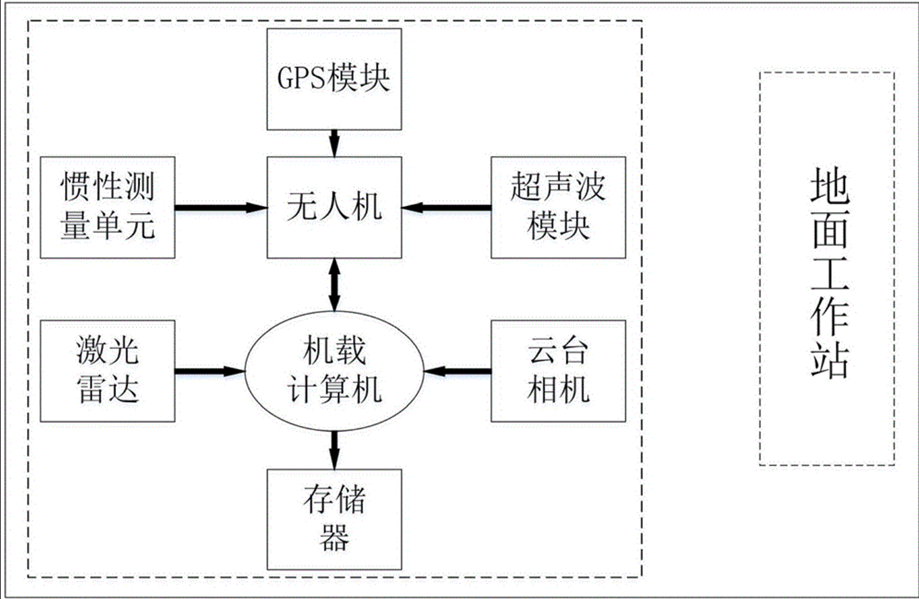 GPS模块
惯性测
量单元
无人机
超声波
模块
激光
雷达
机载
计算机
云台
相机
存储
器
地面工作站